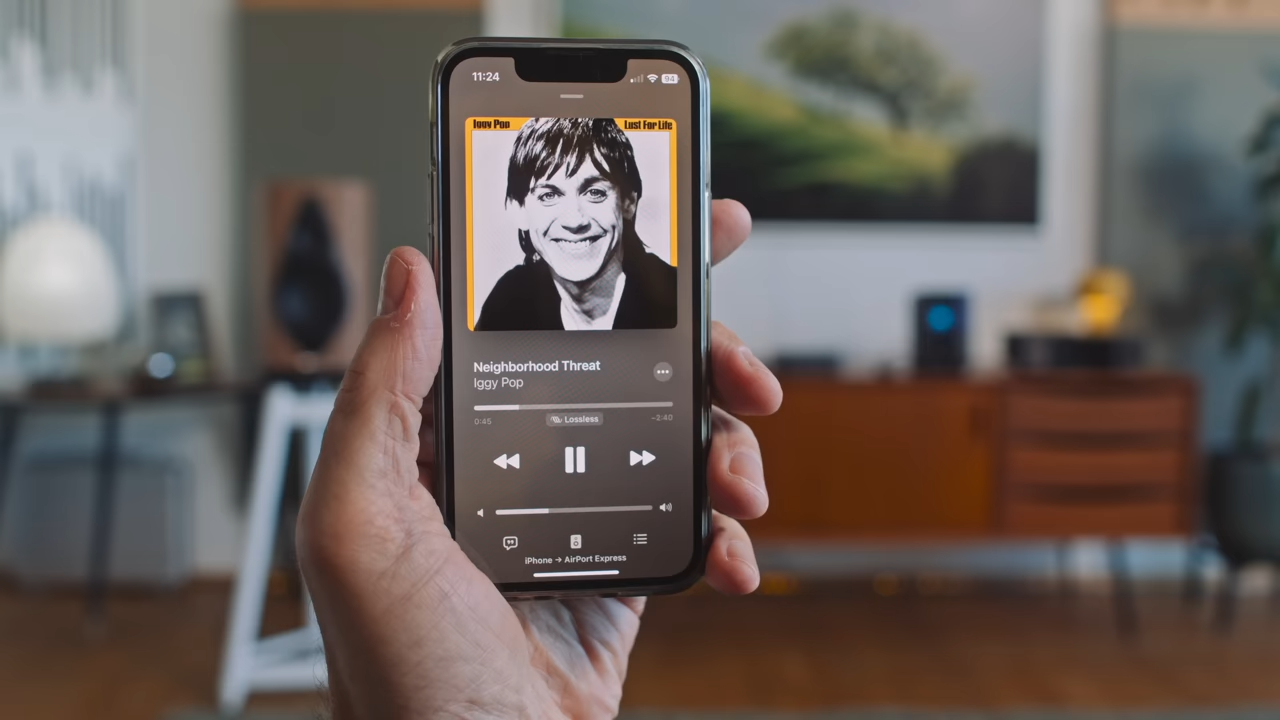 11:24
94
Iggy Pop
Lust For Life
Neighborhood Threat
Iggy Pop
0:45
Lossless
-2:40
iPhone → AirPort Express